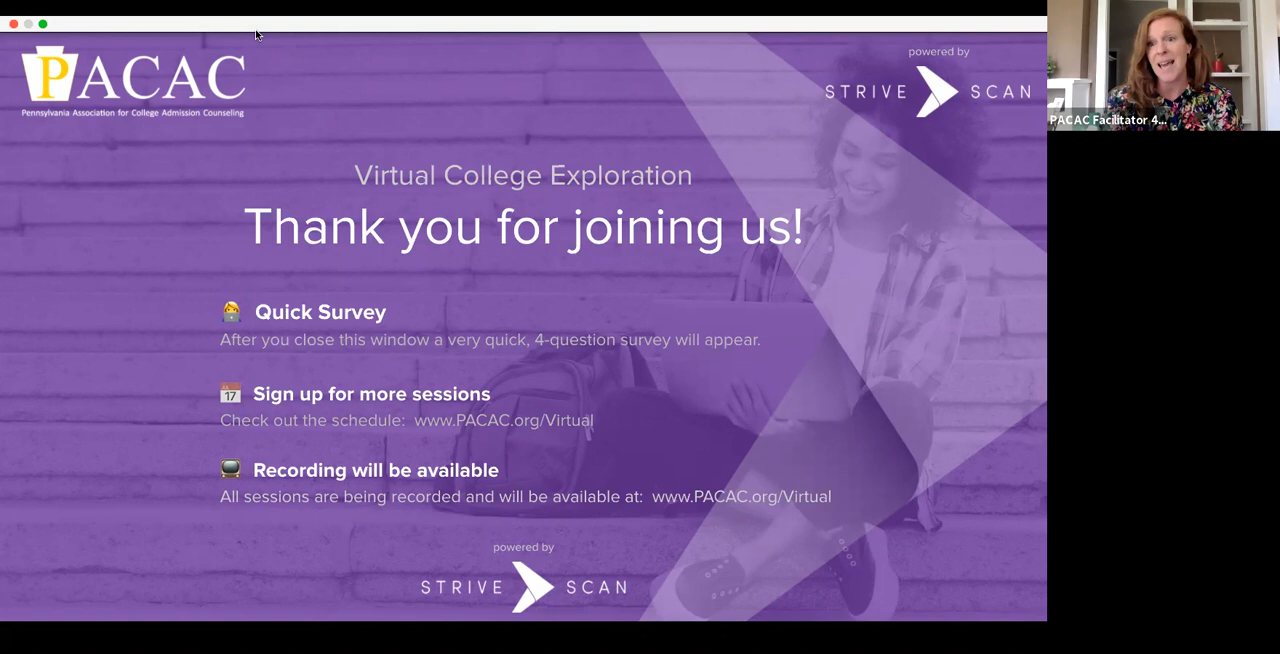 PACAC
Pennsylvania Association for College Admission Counseling
powered by
STRIVE SCAN
PACAC Facilitator 4...
Virtual College Exploration
Thank you for joining us!
Quick Survey
After you close this window a very quick, 4-question survey will appear.
17
Sign up for more sessions
Check out the schedule: www.PACAC.org/Virtual
Recording will be available
All sessions are being recorded and will be available at: www.PACAC.org/Virtual
powered by
STRIVE SCAN